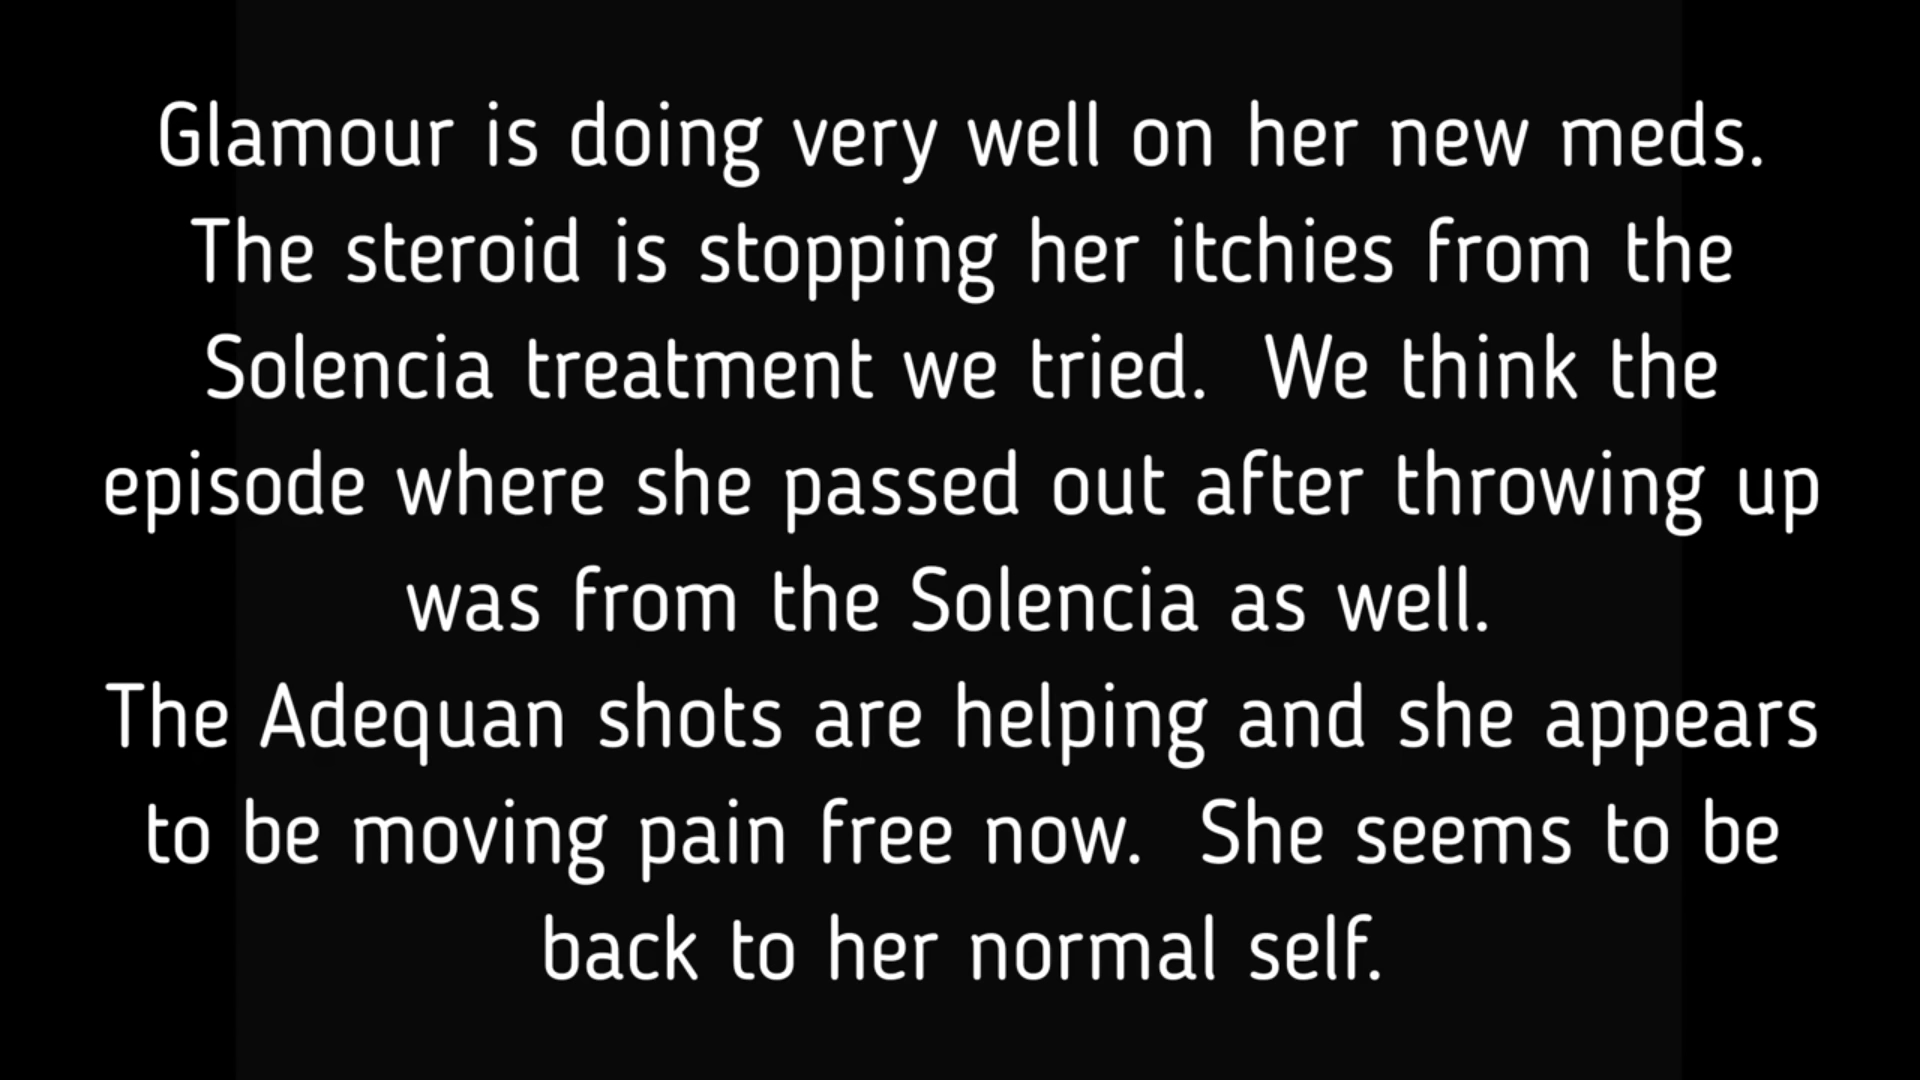 Glamour is doing very well on her new meds.
The steroid is stopping her itchies from the
Solencia treatment we tried.  We think the
episode where she passed out after throwing up
was from the Solencia as well.
The Adequan shots are helping and she appears
to be moving pain free now.  She seems to be
back to her normal self.